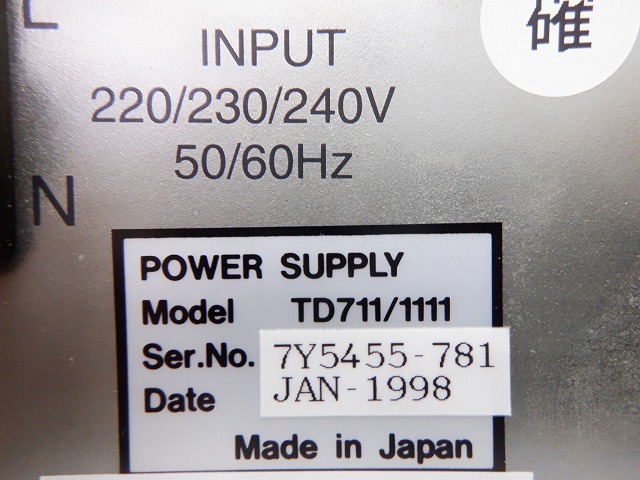 L
INPUT
確
220/230/240V
50/60Hz
N
POWER SUPPLY
Model TD711/1111
Ser.No. 7Y5455-781
Date JAN-1998
Made in Japan